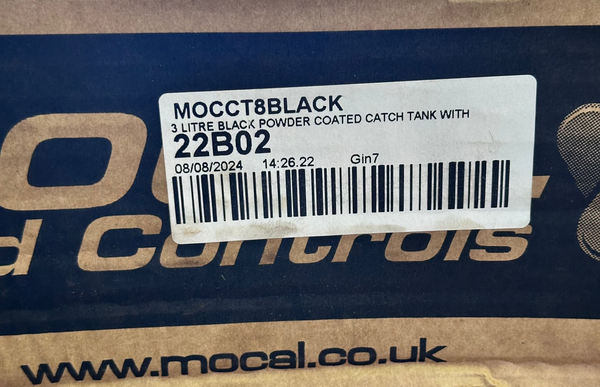 MOCCT8BLACK
3 LITRE BLACK POWDER COATED CATCH TANK WITH
22B02
08/08/2024 14:26.22 Gin7
d Controls
www.mocal.co.uk